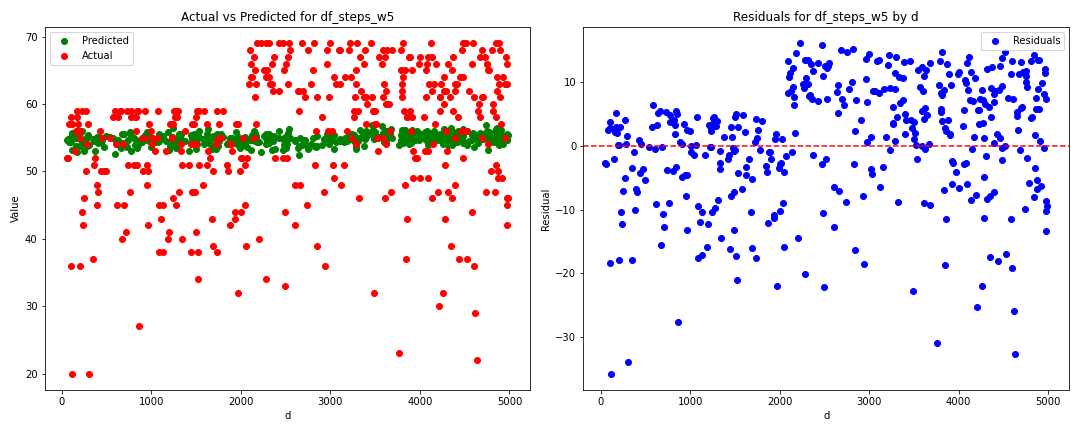 Actual vs Predicted for df_steps_w5
Predicted
Actual
Value
70
60
50
40
30
20
0
1000
2000
3000
4000
5000
d
Residuals for df_steps_w5 by d
Residuals
Residual
10
0
−10
−20
−30
0
1000
2000
3000
4000
5000
d